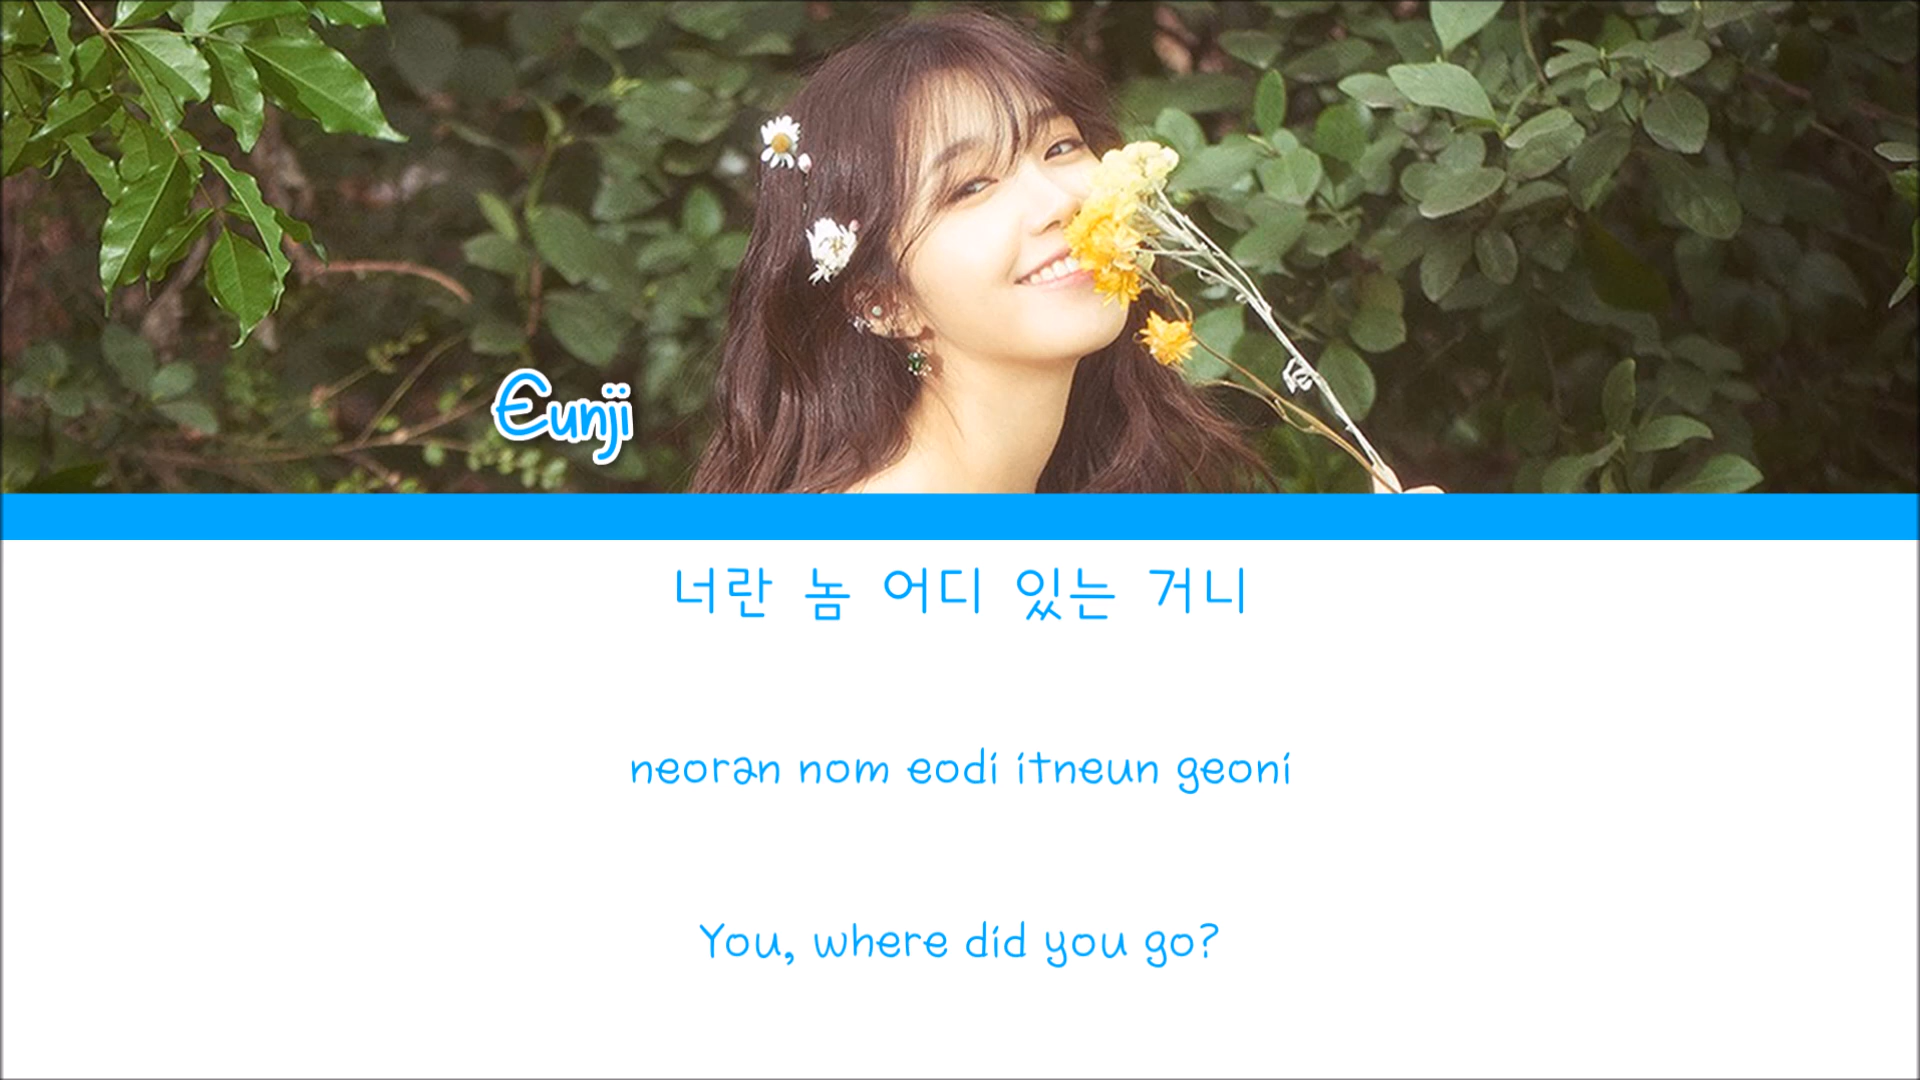 Eunji
너란 놈 어디 있는 거니
neoran nom eodi itneun geoni
You, where did you go?